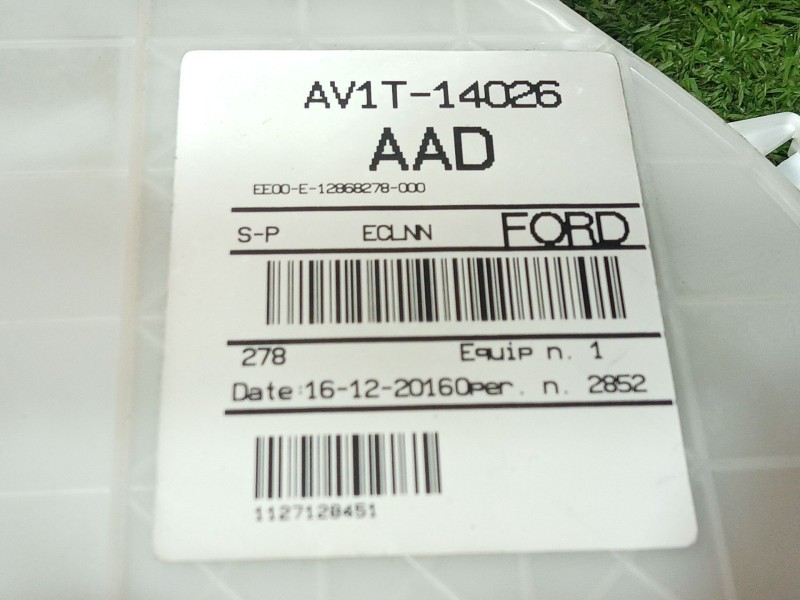 AV1T-14026
AAD
EE00-E-12868278-000
S-P ECLNN FORD
278 Equip n. 1
Date:16-12-2016Oper. n. 2852
1127128451